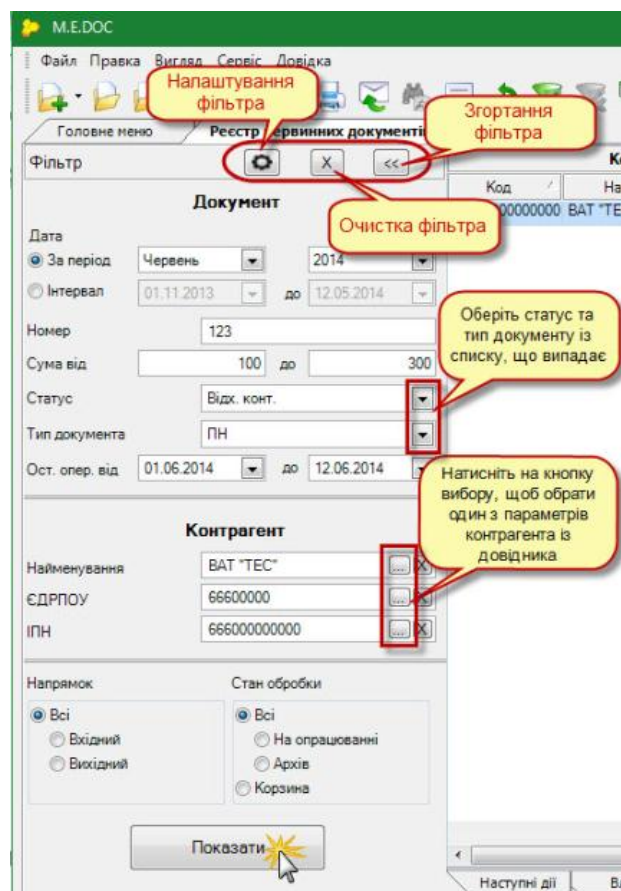 M.E.DOC
Файл Правка Вигляд Сервіс Довідка
Налаштування
фільтра
Згортання
фільтра
Головне меню
Реєстр первинних документів
Фільтр
X
<<
Код
На
00000000 ВАТ "ТЕ
Очистка фільтра
Документ
Дата
За період Червень 2014
Інтервал 01.11.2013 до 12.05.2014
Номер 123
Сума від 100 до 300
Статус Відх. конт.
Тип документа ПН
Ост. опер. від 01.06.2014 до 12.06.2014
Оберіть статус та
тип документу із
списку, що випадає
Натисніть на кнопку
вибору, щоб обрати
один з параметрів
контрагента із
довідника
Контрагент
Найменування ВАТ "ТЕС" ... X
ЄДРПОУ 66600000 ... X
ІПН 666000000000 ... X
Напрямок Стан обробки
Всі Всі
Вхідний На опрацюванні
Вихідний Архів
Корзина
Показати
Наступні дії